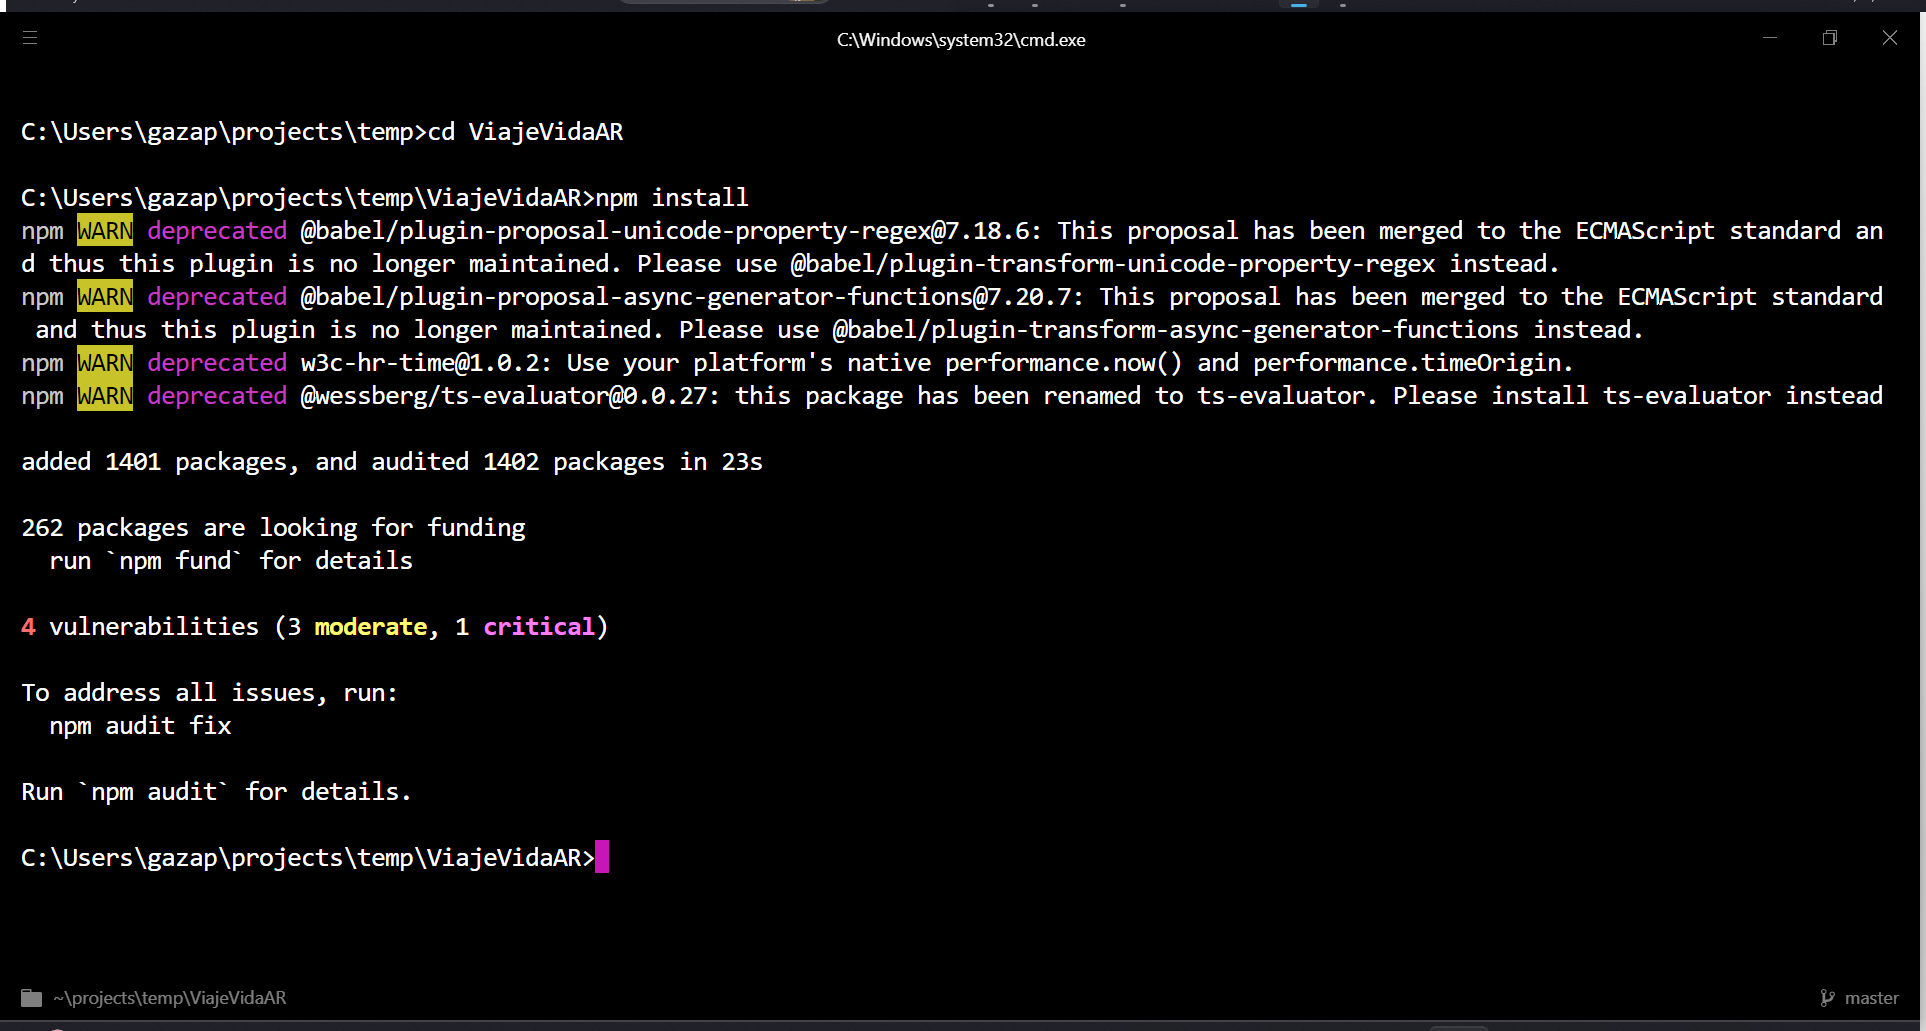 C:\Windows\system32\cmd.exe
C:\Users\gazap\projects\temp>cd ViajeVidaAR
C:\Users\gazap\projects\temp\ViajeVidaAR>npm install
npm WARN deprecated @babel/plugin-proposal-unicode-property-regex@7.18.6: This proposal has been merged to the ECMAScript standard an
d thus this plugin is no longer maintained. Please use @babel/plugin-transform-unicode-property-regex instead.
npm WARN deprecated @babel/plugin-proposal-async-generator-functions@7.20.7: This proposal has been merged to the ECMAScript standard
 and thus this plugin is no longer maintained. Please use @babel/plugin-transform-async-generator-functions instead.
npm WARN deprecated w3c-hr-time@1.0.2: Use your platform's native performance.now() and performance.timeOrigin.
npm WARN deprecated @wessberg/ts-evaluator@0.0.27: this package has been renamed to ts-evaluator. Please install ts-evaluator instead
added 1401 packages, and audited 1402 packages in 23s
262 packages are looking for funding
  run `npm fund` for details
4 vulnerabilities (3 moderate, 1 critical)
To address all issues, run:
  npm audit fix
Run `npm audit` for details.
C:\Users\gazap\projects\temp\ViajeVidaAR>
~\projects\temp\ViajeVidaAR
master